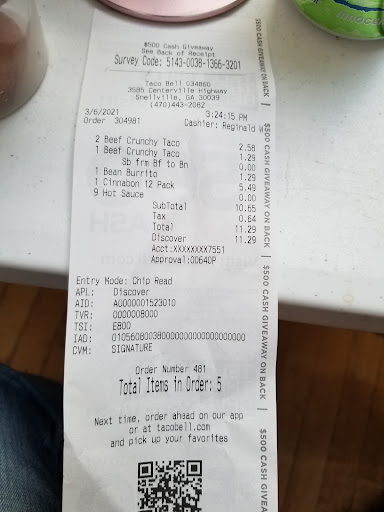 $500 Cash Giveaway
See Back of Receipt
Survey Code: 5143-0038-1366-3201
Taco Bell 034860
3585 Centerville Highway
Snellville, GA 30039
(470)443-2062
3/6/2021 3:24:15 PM
Order 304981 Cashier: Reginald W
2 Beef Crunchy Taco 2.58
1 Beef Crunchy Taco 1.29
Sb frm Bf to Bn 0.00
1 Bean Burrito 1.29
1 Cinnabon 12 Pack 5.49
9 Hot Sauce 0.00
SubTotal 10.65
Tax 0.64
Total 11.29
Discover 11.29
Acct:XXXXXXXX7551
Approval:00640P
Entry Mode: Chip Read
APL: Discover
AID: A0000001523010
TVR: 0000008000
TSI: E800
CVM: SIGNATURE
Order Number 481
Total Items in Order: 5
Next time, order ahead on our app
or at tacobell.com
and pick up your favorites
$500 CASH GIVEAWAY ON BACK |
$500 CASH GIVEAWAY ON BACK |
$500 CASH GIVEAWAY ON BACK |
$500 CASH GIVEA